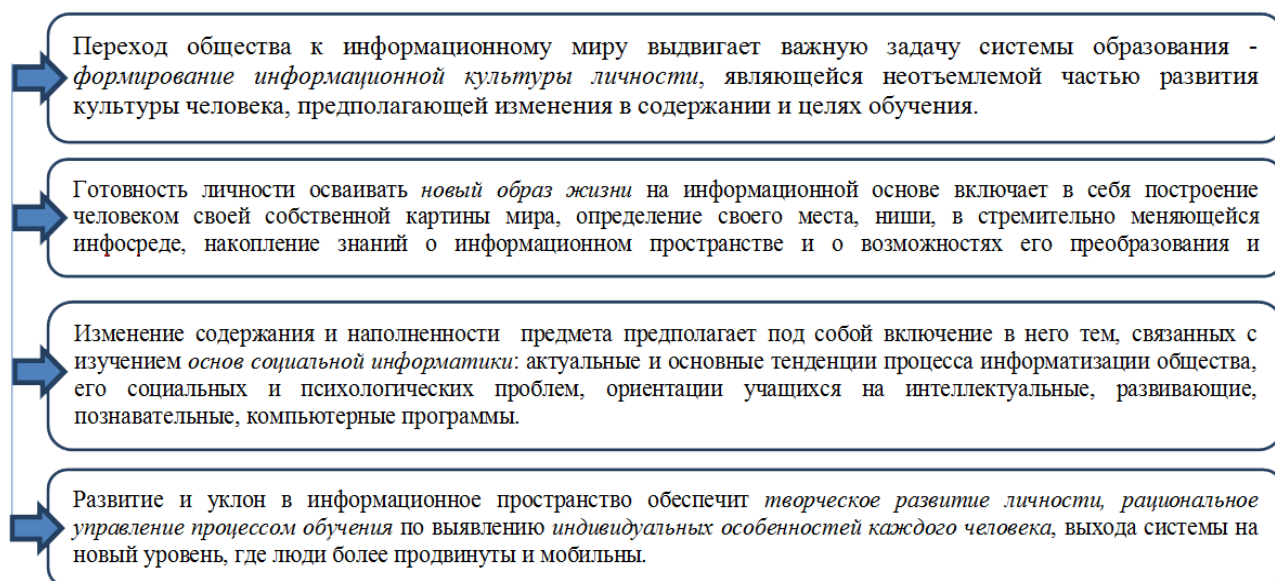 Переход общества к информационному миру выдвигает важную задачу системы образования -
формирование информационной культуры личности, являющейся неотъемлемой частью развития
культуры человека, предполагающей изменения в содержании и целях обучения.
Готовность личности осваивать новый образ жизни на информационной основе включает в себя построение
человеком своей собственной картины мира, определение своего места, ниши, в стремительно меняющейся
инфосреде, накопление знаний о информационном пространстве и о возможностях его преобразования и
Изменение содержания и наполненности предмета предполагает под собой включение в него тем, связанных с
изучением основ социальной информатики: актуальные и основные тенденции процесса информатизации общества,
его социальных и психологических проблем, ориентации учащихся на интеллектуальные, развивающие,
познавательные, компьютерные программы.
Развитие и уклон в информационное пространство обеспечит творческое развитие личности, рациональное
управление процессом обучения по выявлению индивидуальных особенностей каждого человека, выхода системы на
новый уровень, где люди более продвинуты и мобильны.